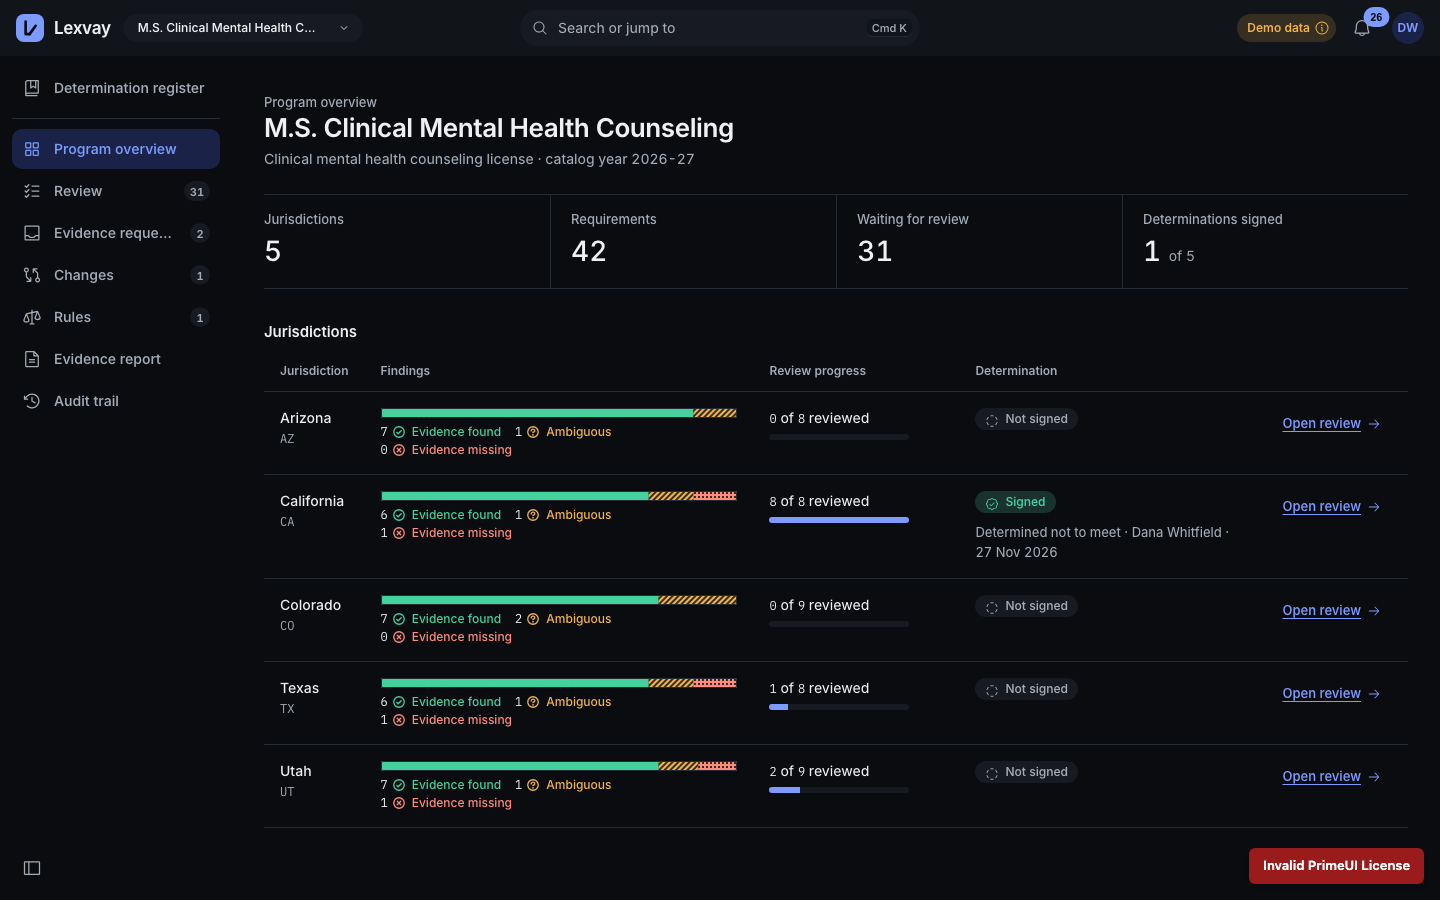 Lexvay
M.S. Clinical Mental Health C...
Search or jump to
Cmd K
Demo data
26
DW
Determination register
Program overview
Review 31
Evidence reque... 2
Changes 1
Rules 1
Evidence report
Audit trail
Program overview
M.S. Clinical Mental Health Counseling
Clinical mental health counseling license · catalog year 2026-27
Jurisdictions
5
Requirements
42
Waiting for review
31
Determinations signed
1 of 5
Jurisdictions
Jurisdiction Findings Review progress Determination
Arizona
AZ
7 Evidence found 1 Ambiguous
0 Evidence missing
0 of 8 reviewed
Not signed
Open review
California
CA
6 Evidence found 1 Ambiguous
1 Evidence missing
8 of 8 reviewed
Signed
Determined not to meet · Dana Whitfield ·
27 Nov 2026
Open review
Colorado
CO
7 Evidence found 2 Ambiguous
0 Evidence missing
0 of 9 reviewed
Not signed
Open review
Texas
TX
6 Evidence found 1 Ambiguous
1 Evidence missing
1 of 8 reviewed
Not signed
Open review
Utah
UT
7 Evidence found 1 Ambiguous
1 Evidence missing
2 of 9 reviewed
Not signed
Open review
Invalid PrimeUI License